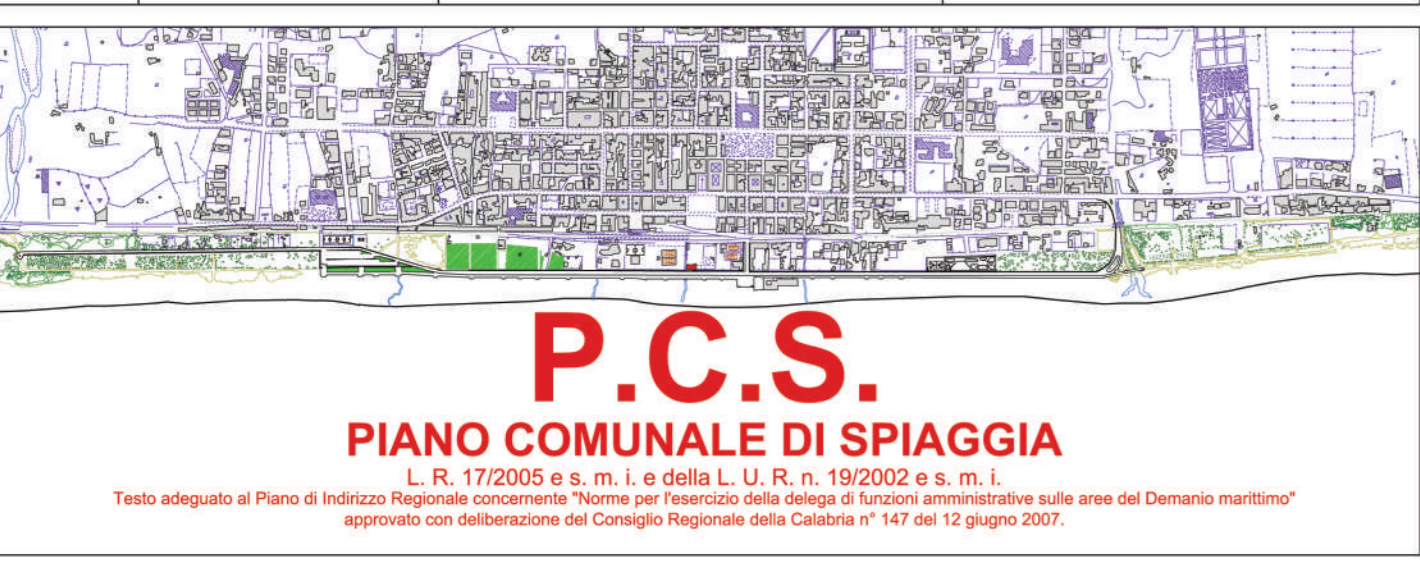 P.C.S.
PIANO COMUNALE DI SPIAGGIA
L. R. 17/2005 e s. m. i. e della L. U. R. n. 19/2002 e s. m. i.
Testo adeguato al Piano di Indirizzo Regionale concernente "Norme per l'esercizio della delega di funzioni amministrative sulle aree del Demanio marittimo"
approvato con deliberazione del Consiglio Regionale della Calabria n° 147 del 12 giugno 2007.